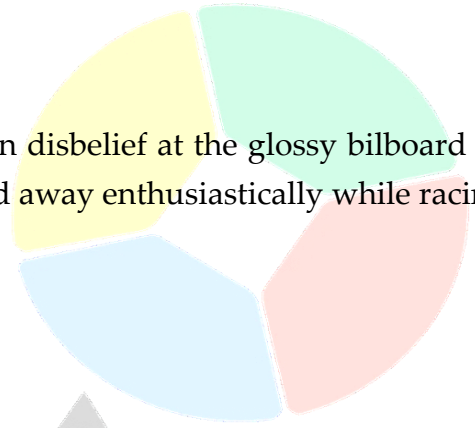 n disbelief at the glossy bilboard
d away enthusiastically while racin